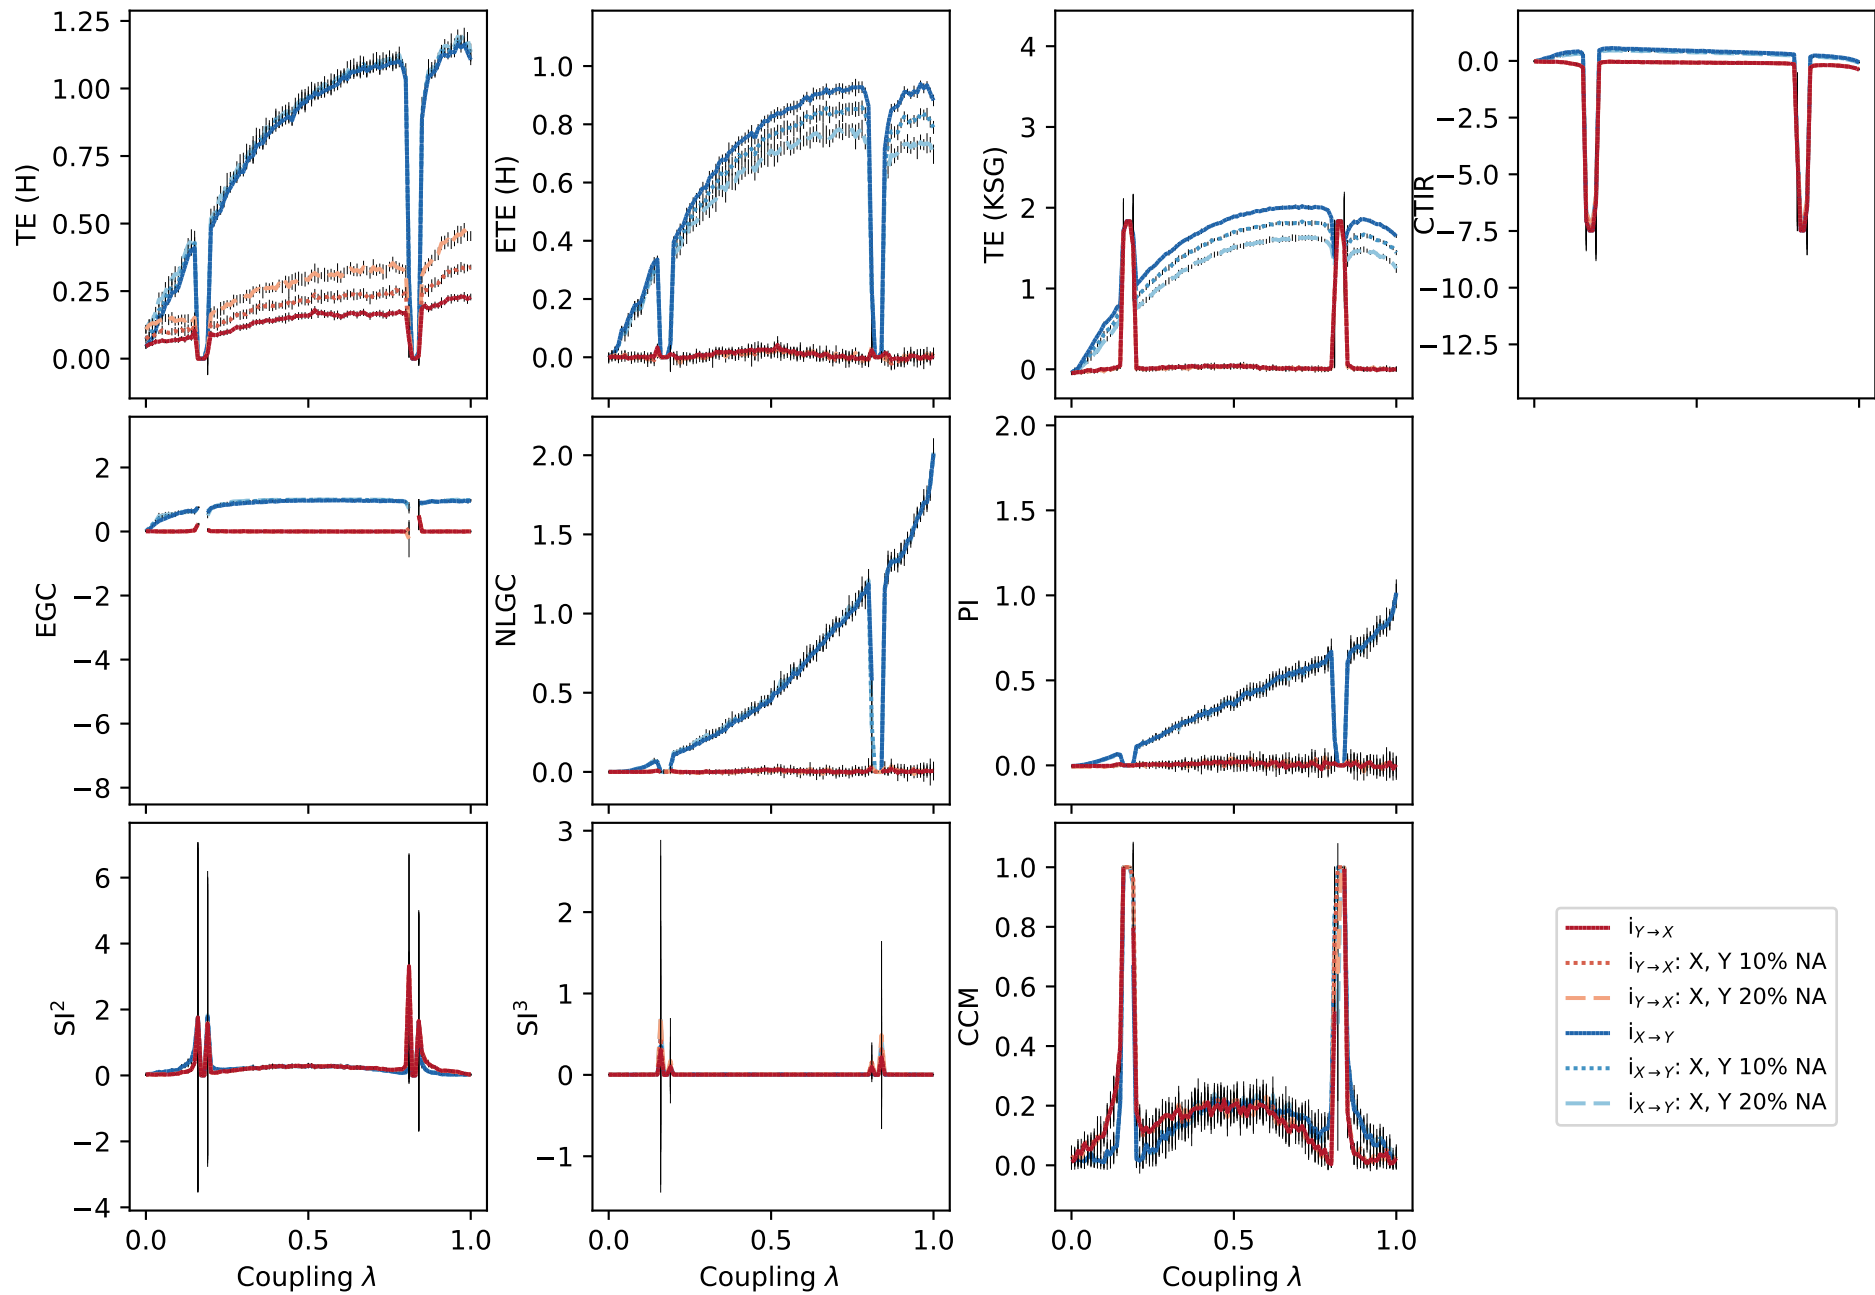 TE (H)
1.25
1.00
0.75
0.50
0.25
0.00
ETE (H)
1.0
0.8
0.6
0.4
0.2
0.0
TE (KSG)
4
3
2
1
0
CTIR
0.0
−2.5
−5.0
−7.5
−10.0
−12.5
EGC
2
0
−2
−4
−6
−8
NLGC
2.0
1.5
1.0
0.5
0.0
PI
2.0
1.5
1.0
0.5
0.0
SI²
6
4
2
0
−2
−4
0.0 0.5 1.0
Coupling λ
SI³
3
2
1
0
−1
0.0 0.5 1.0
Coupling λ
CCM
1.0
0.8
0.6
0.4
0.2
0.0
0.0 0.5 1.0
Coupling λ
i_{Y→X}
i_{Y→X}: X, Y 10% NA
i_{Y→X}: X, Y 20% NA
i_{X→Y}
i_{X→Y}: X, Y 10% NA
i_{X→Y}: X, Y 20% NA